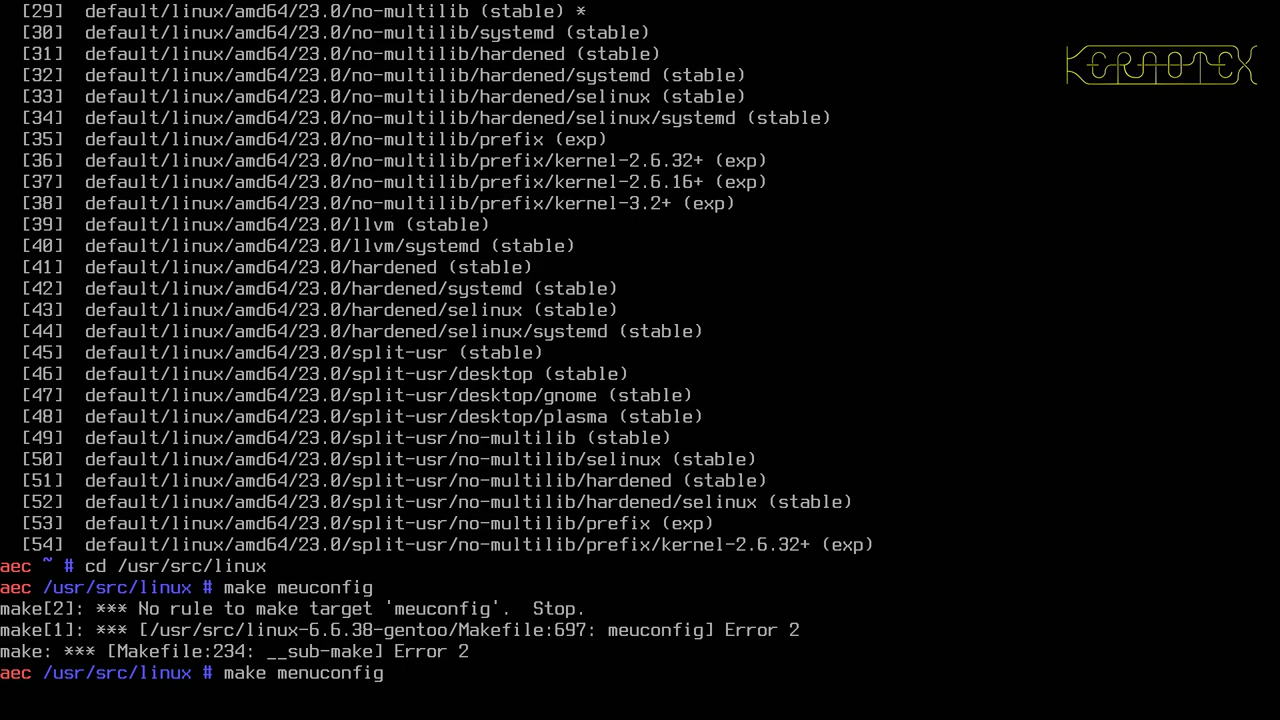 [29]  default/linux/amd64/23.0/no-multilib (stable) *
[30]  default/linux/amd64/23.0/no-multilib/systemd (stable)
[31]  default/linux/amd64/23.0/no-multilib/hardened (stable)
[32]  default/linux/amd64/23.0/no-multilib/hardened/systemd (stable)
[33]  default/linux/amd64/23.0/no-multilib/hardened/selinux (stable)
[34]  default/linux/amd64/23.0/no-multilib/hardened/selinux/systemd (stable)
[35]  default/linux/amd64/23.0/no-multilib/prefix (exp)
[36]  default/linux/amd64/23.0/no-multilib/prefix/kernel-2.6.32+ (exp)
[37]  default/linux/amd64/23.0/no-multilib/prefix/kernel-2.6.16+ (exp)
[38]  default/linux/amd64/23.0/no-multilib/prefix/kernel-3.2+ (exp)
[39]  default/linux/amd64/23.0/llvm (stable)
[40]  default/linux/amd64/23.0/llvm/systemd (stable)
[41]  default/linux/amd64/23.0/hardened (stable)
[42]  default/linux/amd64/23.0/hardened/systemd (stable)
[43]  default/linux/amd64/23.0/hardened/selinux (stable)
[44]  default/linux/amd64/23.0/hardened/selinux/systemd (stable)
[45]  default/linux/amd64/23.0/split-usr (stable)
[46]  default/linux/amd64/23.0/split-usr/desktop (stable)
[47]  default/linux/amd64/23.0/split-usr/desktop/gnome (stable)
[48]  default/linux/amd64/23.0/split-usr/desktop/plasma (stable)
[49]  default/linux/amd64/23.0/split-usr/no-multilib (stable)
[50]  default/linux/amd64/23.0/split-usr/no-multilib/selinux (stable)
[51]  default/linux/amd64/23.0/split-usr/no-multilib/hardened (stable)
[52]  default/linux/amd64/23.0/split-usr/no-multilib/hardened/selinux (stable)
[53]  default/linux/amd64/23.0/split-usr/no-multilib/prefix (exp)
[54]  default/linux/amd64/23.0/split-usr/no-multilib/prefix/kernel-2.6.32+ (exp)
aec ~ # cd /usr/src/linux
aec /usr/src/linux # make meuconfig
make[2]: *** No rule to make target 'meuconfig'.  Stop.
make[1]: *** [/usr/src/linux-6.6.38-gentoo/Makefile:697: meuconfig] Error 2
make: *** [Makefile:234: __sub-make] Error 2
aec /usr/src/linux # make menuconfig